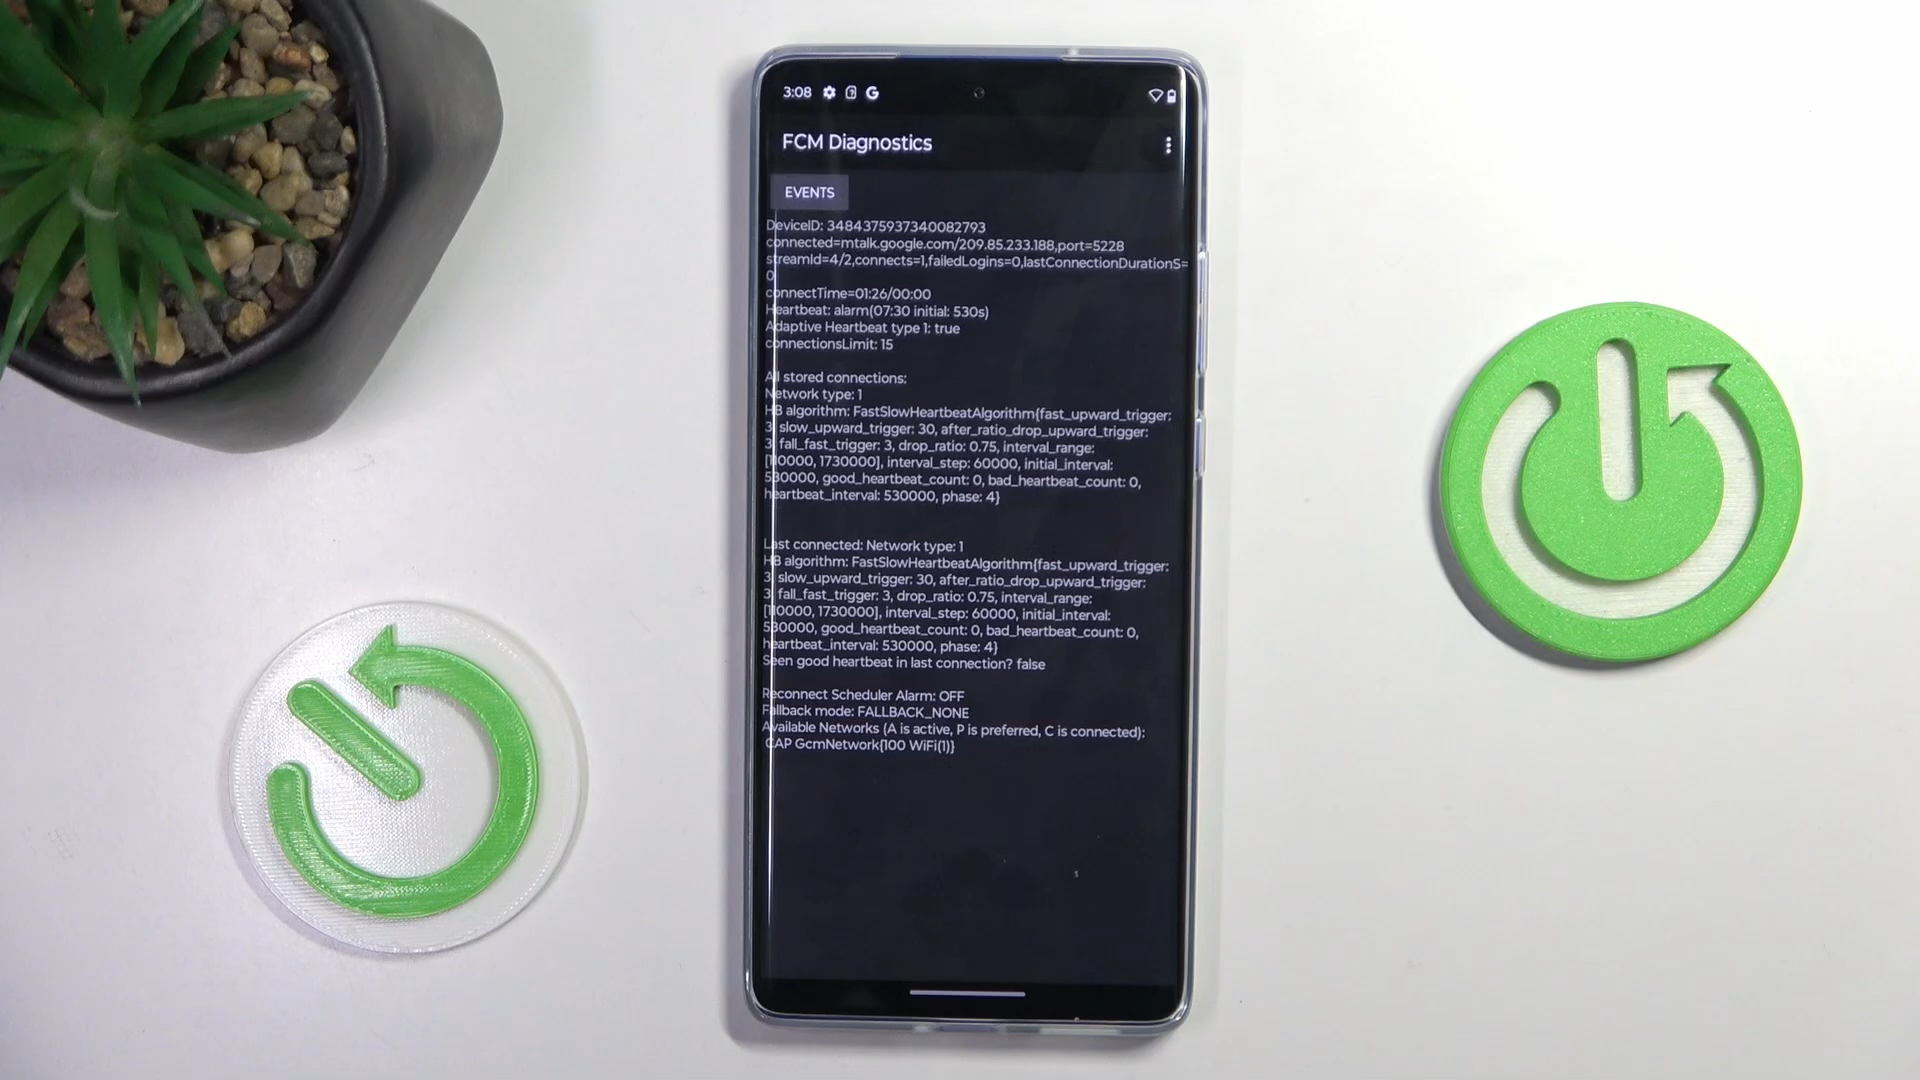 3:08
FCM Diagnostics
EVENTS
DeviceID: 3484375937340082793
connected=mtalk.google.com/209.85.233.188,port=5228
streamId=4/2,connects=1,failedLogins=0,lastConnectionDurationS=
0
connectTime=01:26/00:00
Heartbeat: alarm(07:30 initial: 530s)
Adaptive Heartbeat type 1: true
connectionsLimit: 15
All stored connections:
Network type: 1
HB algorithm: FastSlowHeartbeatAlgorithm{fast_upward_trigger:
3, slow_upward_trigger: 30, after_ratio_drop_upward_trigger:
3, fall_fast_trigger: 3, drop_ratio: 0.75, interval_range:
[110000, 1730000], interval_step: 60000, initial_interval:
530000, good_heartbeat_count: 0, bad_heartbeat_count: 0,
heartbeat_interval: 530000, phase: 4}
Last connected: Network type: 1
HB algorithm: FastSlowHeartbeatAlgorithm{fast_upward_trigger:
3, slow_upward_trigger: 30, after_ratio_drop_upward_trigger:
3, fall_fast_trigger: 3, drop_ratio: 0.75, interval_range:
[110000, 1730000], interval_step: 60000, initial_interval:
530000, good_heartbeat_count: 0, bad_heartbeat_count: 0,
heartbeat_interval: 530000, phase: 4}
Seen good heartbeat in last connection? false
Reconnect Scheduler Alarm: OFF
Fallback mode: FALLBACK_NONE
Available Networks (A is active, P is preferred, C is connected):
CAP GcmNetwork{100 WiFi(1)}